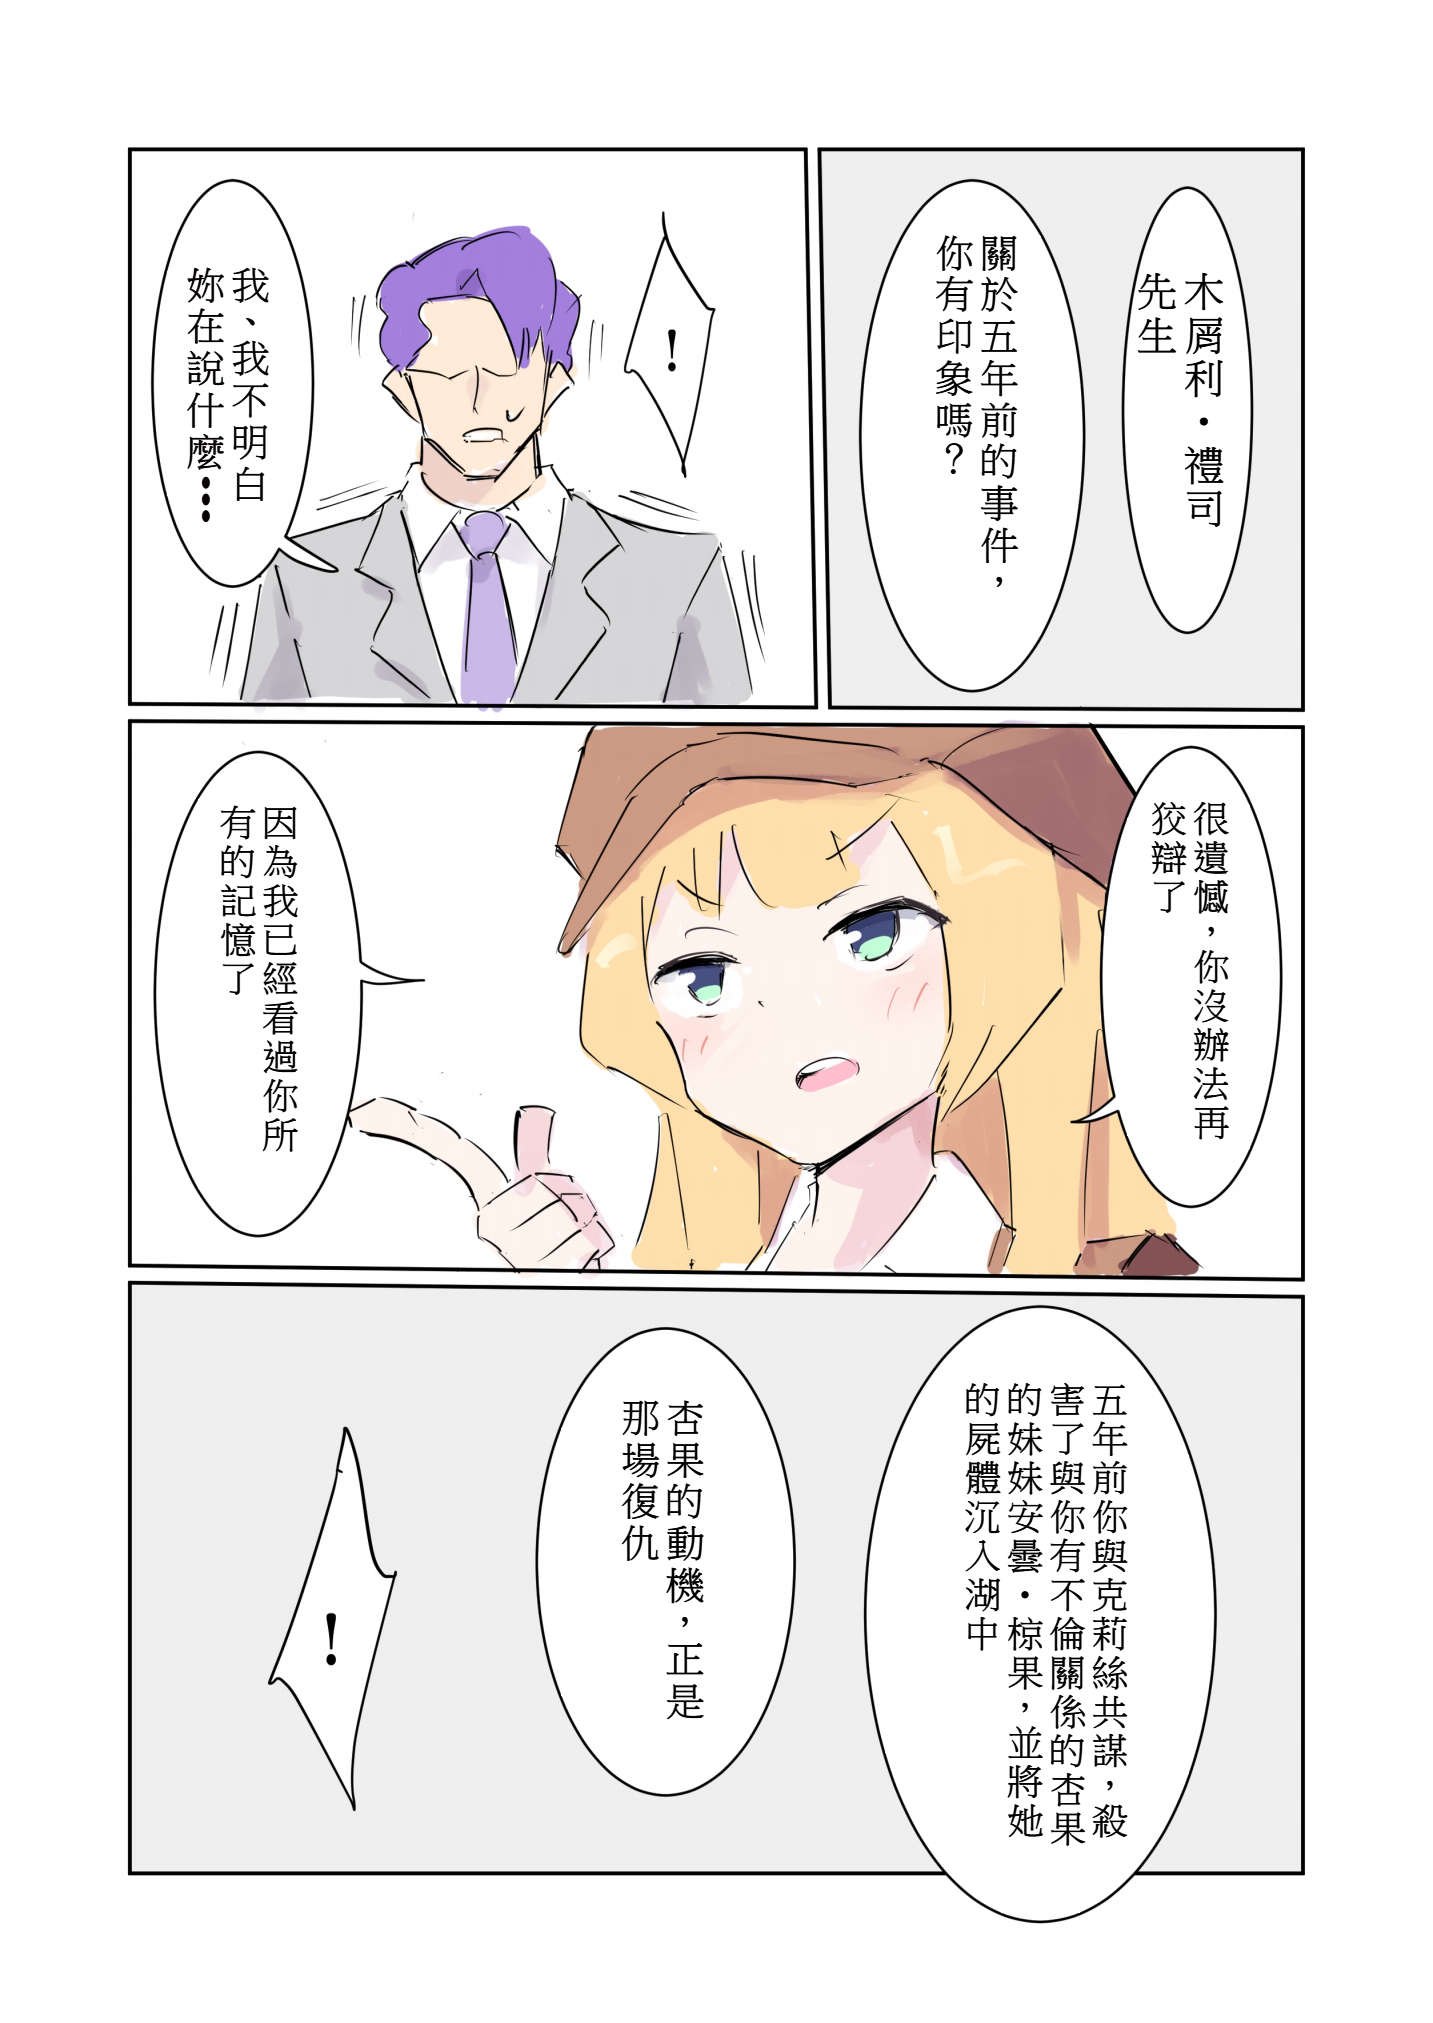 木屑利・禮司
先生
關於五年前的事件，
你有印象嗎？
！
我、我不明白
妳在說什麼……
很遺憾，你沒辦法再
狡辯了
因為我已經看過你所
有的記憶了
五年前你與克莉絲共謀，殺
害了與你有不倫關係的杏果
的妹妹安曇・椋果，並將她
的屍體沉入湖中
杏果的動機，正是
那場復仇
！